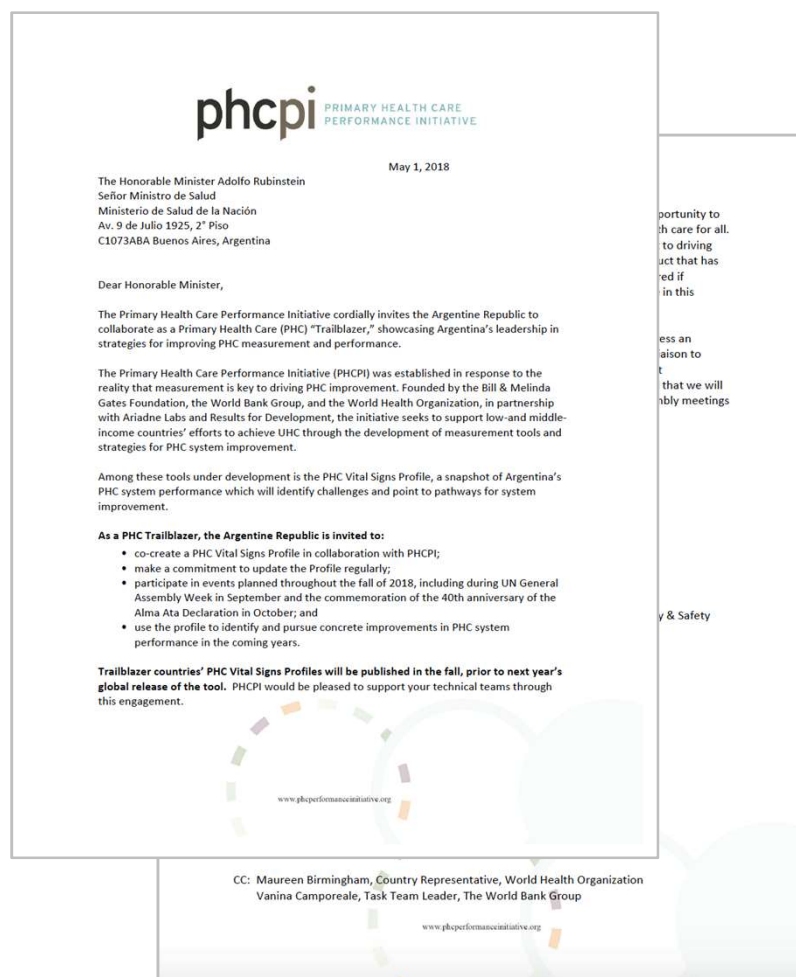 phcpi PRIMARY HEALTH CARE
PERFORMANCE INITIATIVE
May 1, 2018
The Honorable Minister Adolfo Rubinstein
Señor Ministro de Salud
Ministerio de Salud de la Nación
Av. 9 de Julio 1925, 2° Piso
C1073ABA Buenos Aires, Argentina
Dear Honorable Minister,
The Primary Health Care Performance Initiative cordially invites the Argentine Republic to
collaborate as a Primary Health Care (PHC) “Trailblazer,” showcasing Argentina’s leadership in
strategies for improving PHC measurement and performance.
The Primary Health Care Performance Initiative (PHCPI) was established in response to the
reality that measurement is key to driving PHC improvement. Founded by the Bill & Melinda
Gates Foundation, the World Bank Group, and the World Health Organization, in partnership
with Ariadne Labs and Results for Development, the initiative seeks to support low-and middle-
income countries’ efforts to achieve UHC through the development of measurement tools and
strategies for PHC system improvement.
Among these tools under development is the PHC Vital Signs Profile, a snapshot of Argentina’s
PHC system performance which will identify challenges and point to pathways for system
improvement.
As a PHC Trailblazer, the Argentine Republic is invited to:
• co-create a PHC Vital Signs Profile in collaboration with PHCPI;
• make a commitment to update the Profile regularly;
• participate in events planned throughout the fall of 2018, including during UN General
Assembly Week in September and the commemoration of the 40th anniversary of the
Alma Ata Declaration in October; and
• use the profile to identify and pursue concrete improvements in PHC system
performance in the coming years.
Trailblazer countries’ PHC Vital Signs Profiles will be published in the fall, prior to next year’s
global release of the tool. PHCPI would be pleased to support your technical teams through
this engagement.
www.phcperformanceinitiative.org
portunity to
th care for all.
to driving
uct that has
red if
in this
ess an
aison to
t
that we will
nbly meetings
y & Safety
CC: Maureen Birmingham, Country Representative, World Health Organization
Vanina Camporeale, Task Team Leader, The World Bank Group
www.phcperformanceinitiative.org